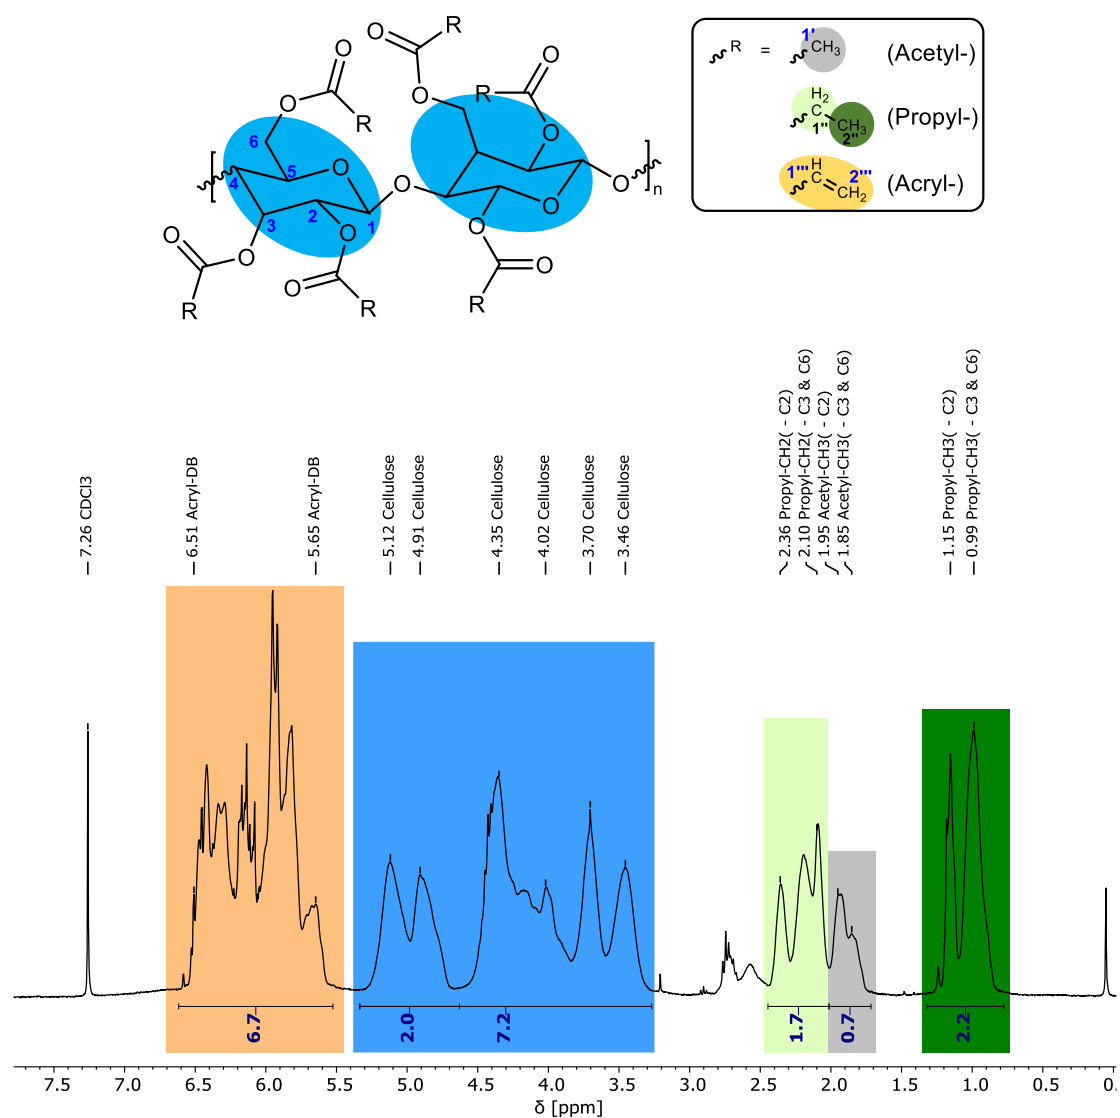 R
R
O
O
O
O
R
R
O
O
6
5
4
O
O
O
n
3
2
1
O
O
O
O
O
O
O
O
R
R
R
R = 1' CH3 (Acetyl-)
H2
C
1'' CH3 (Propyl-)
2''
1''' H 2'''
C
CH2 (Acryl-)
7.26 CDCl3
6.51 Acryl-DB
5.65 Acryl-DB
5.12 Cellulose
4.91 Cellulose
4.35 Cellulose
4.02 Cellulose
3.70 Cellulose
3.46 Cellulose
2.36 Propyl-CH2( - C2)
2.10 Propyl-CH2( - C3 & C6)
1.95 Acetyl-CH3( - C2)
1.85 Acetyl-CH3( - C3 & C6)
1.15 Propyl-CH3( - C2)
0.99 Propyl-CH3( - C3 & C6)
6.7
2.0
7.2
1.7
0.7
2.2
7.5 7.0 6.5 6.0 5.5 5.0 4.5 4.0 3.5 3.0 2.5 2.0 1.5 1.0 0.5 0.
δ [ppm]